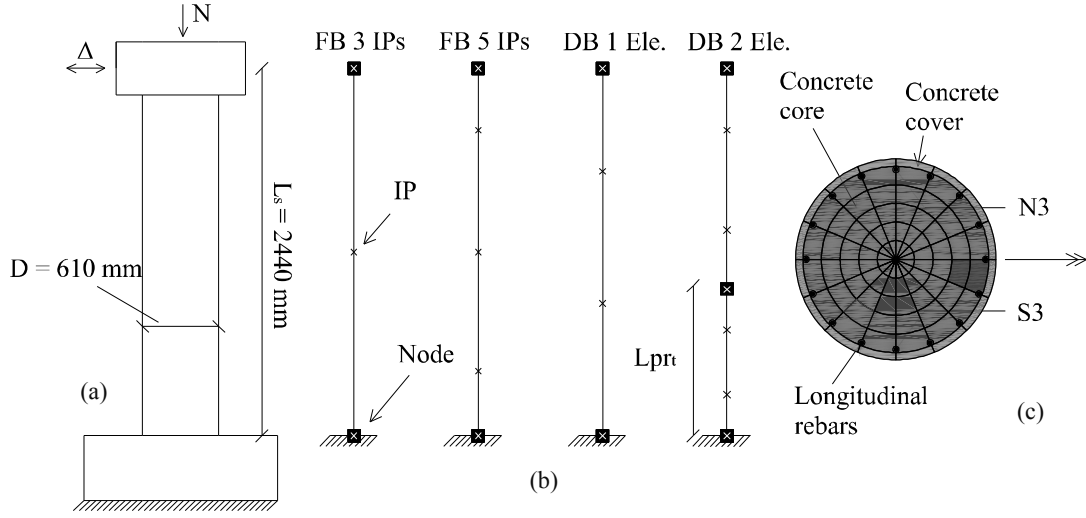 N
Δ
D = 610 mm
Lₛ = 2440 mm
(a)
FB 3 IPs
FB 5 IPs
DB 1 Ele.
DB 2 Ele.
IP
Node
Lprₜ
(b)
Concrete
core
Concrete
cover
N3
S3
Longitudinal
rebars
(c)